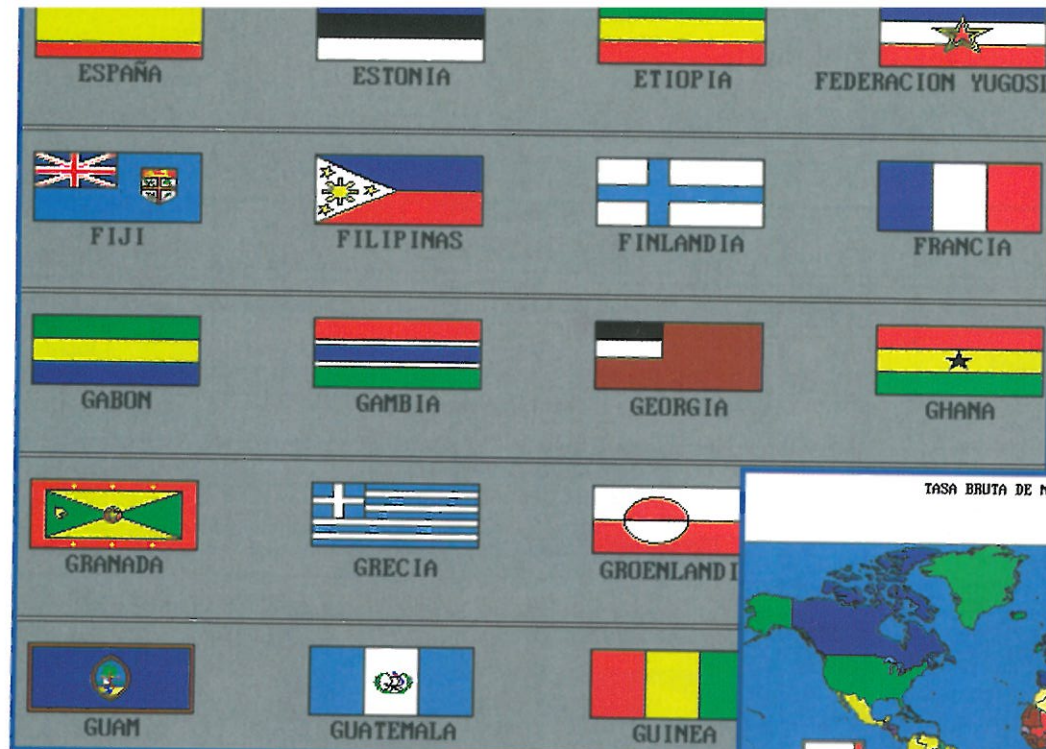 ESPAÑA ESTONIA ETIOPIA FEDERACION YUGOSL
FIJI FILIPINAS FINLANDIA FRANCIA
GABON GAMBIA GEORGIA GHANA
GRANADA GRECIA GROENLANDI
TASA BRUTA DE N
GUAM GUATEMALA GUINEA